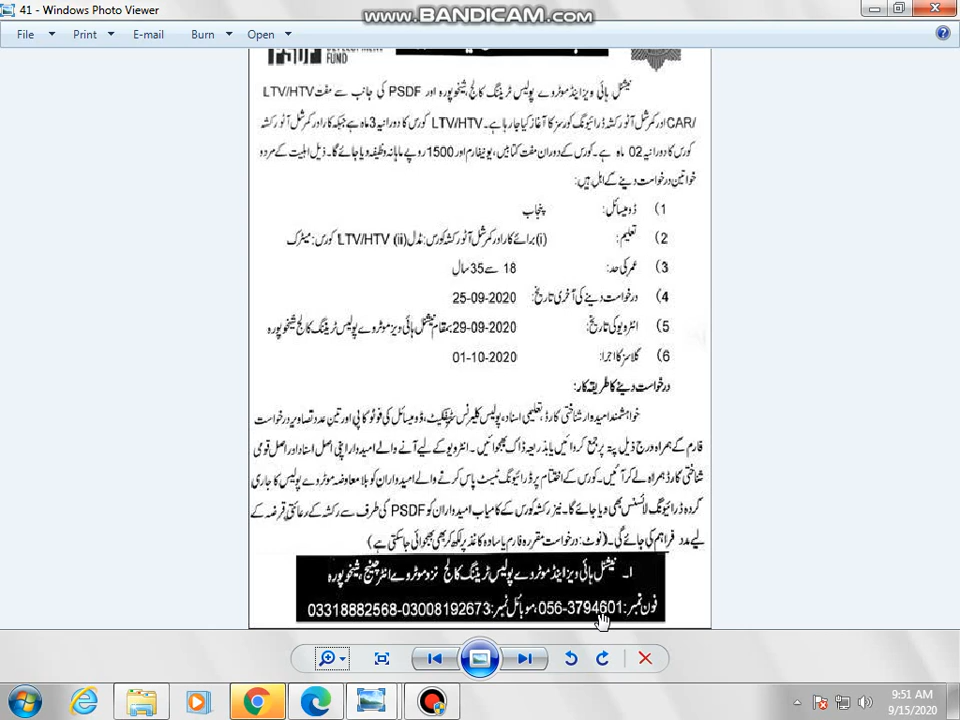 41 - Windows Photo Viewer
WWW.BANDICAM.COM
File Print E-mail Burn Open
DEVELOPMENT
FUND
نیشنل ہائی ویز اینڈ موٹروے پولیس ٹریننگ کالج، شیخوپورہ اور PSDF کی جانب سے مفت LTV/HTV
/CAR اور کمرشل آٹو رکشہ ڈرائیونگ کورسز کا آغاز کیا جا رہا ہے۔ LTV/HTV کورس کا دورانیہ 3 ماہ ہے جبکہ کار اور کمرشل آٹو رکشہ
کورس کا دورانیہ 02 ماہ ہے۔ کورس کے دوران مفت کتابیں، یونیفارم اور 1500 روپے ماہانہ وظیفہ دیا جائے گا۔ ذیل اہلیت کے مرد و
خواتین درخواست دینے کے اہل ہیں:
(1 ڈومیسائل: پنجاب
(2 تعلیم: (i) برائے کار اور کمرشل آٹو رکشہ کورس: مڈل (ii) LTV/HTV کورس: میٹرک
(3 عمر کی حد: 18 سے 35 سال
(4 درخواست دینے کی آخری تاریخ: 25-09-2020
(5 انٹرویو کی تاریخ: 29-09-2020 بمقام نیشنل ہائی ویز موٹروے پولیس ٹریننگ کالج شیخوپورہ
(6 کلاسز کا اجرا: 01-10-2020
درخواست دینے کا طریقہ کار:
خواہشمند امیدوار شناختی کارڈ، تعلیمی اسناد، پولیس کلیرنس سرٹیفکیٹ، ڈومیسائل کی فوٹو کاپی اور تین عدد تصاویر درخواست
فارم کے ہمراہ درج ذیل پتہ پر جمع کروائیں یا بذریعہ ڈاک بھجوائیں۔ انٹرویو کے لیے آنے والے امیدوار اپنی اصل اسناد اور اصل قومی
شناختی کارڈ ہمراہ لے کر آئیں۔ کورس کے اختتام پر ڈرائیونگ ٹیسٹ پاس کرنے والے امیدواران کو بلا معاوضہ موٹروے پولیس کا جاری
کردہ ڈرائیونگ لائسنس بھی دیا جائے گا۔ نیز رکشہ کورس کے کامیاب امیدواران کو PSDF کی طرف سے رکشہ کے رعائتی قرضہ کے
لیے مدد فراہم کی جائے گی۔ (نوٹ: درخواست مقررہ فارم یا سادہ کاغذ پر لکھ کر بھی بھجوائی جا سکتی ہے)
۱۔ نیشنل ہائی ویز اینڈ موٹروے پولیس ٹریننگ کالج نزد موٹروے انٹرچینج، شیخوپورہ
فون نمبر: 056-3794601، موبائل نمبر: 03008192673-03318882568
9:51 AM
9/15/2020